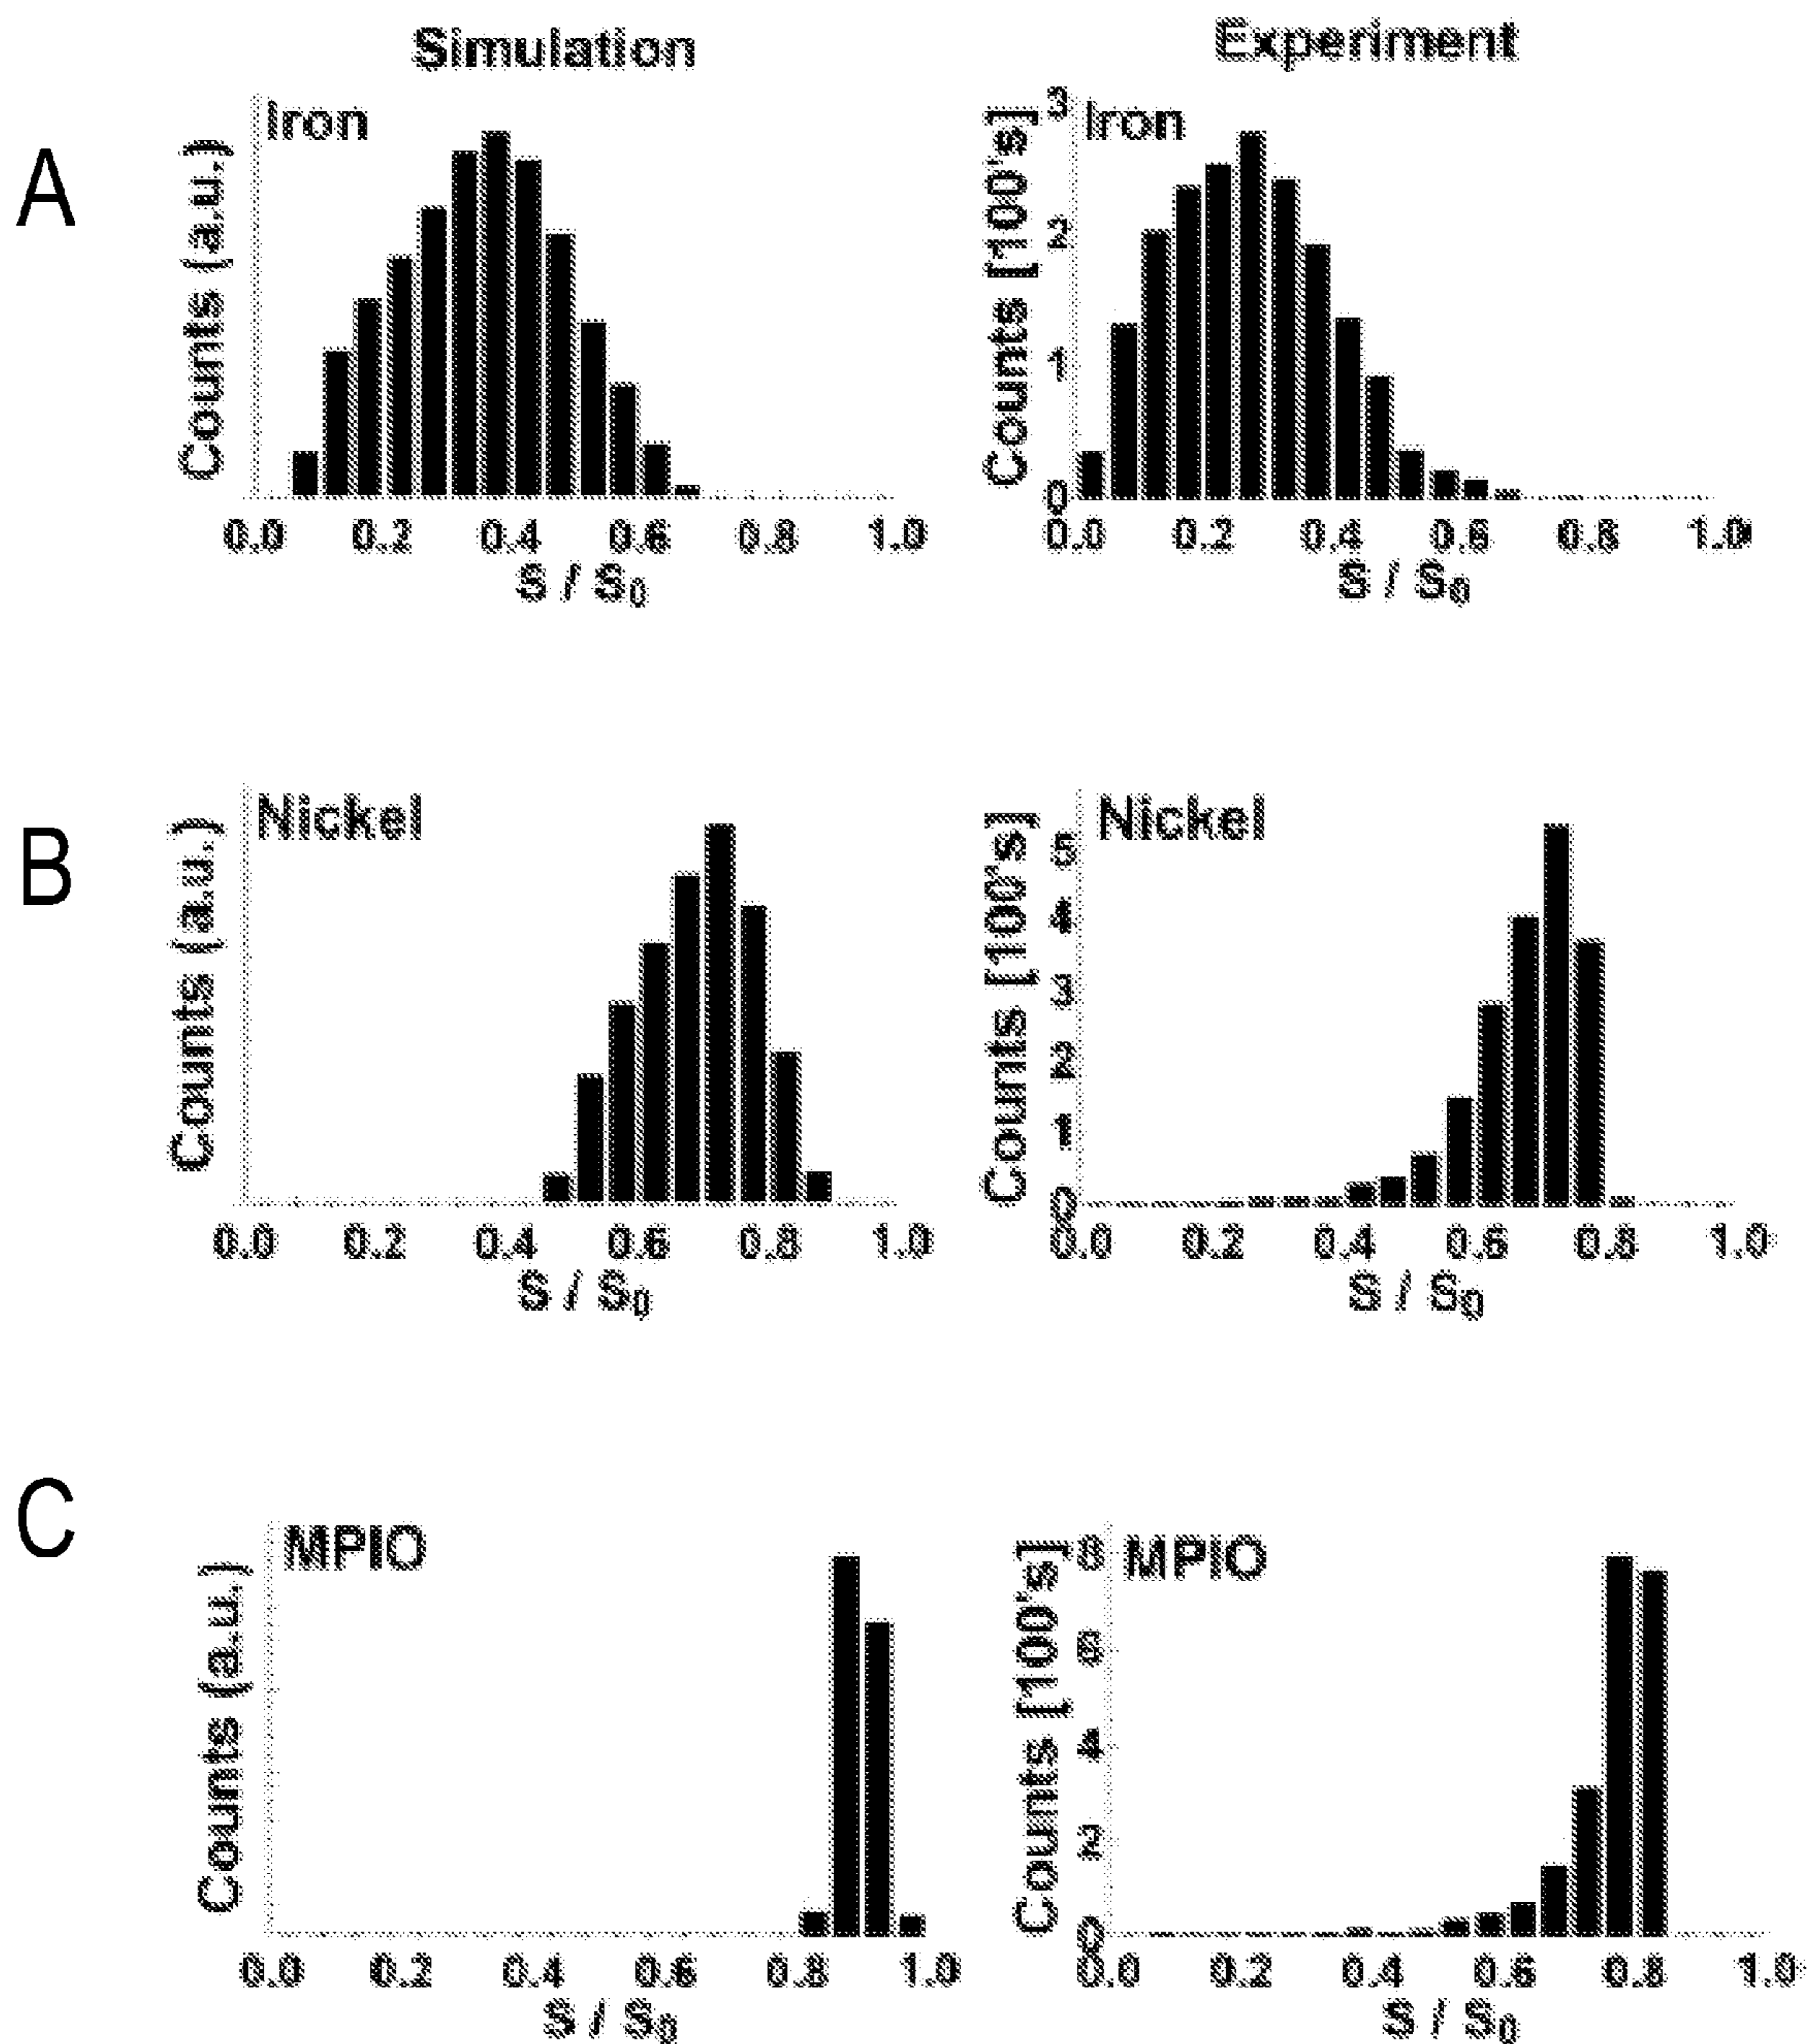 Simulation Experiment
A
Iron
Counts (a.u.)
0.0 0.2 0.4 0.6 0.8 1.0
S / S₀
Iron
Counts [100's]
3
2
1
0
0.0 0.2 0.4 0.6 0.8 1.0
S / S₀
B
Nickel
Counts (a.u.)
0.0 0.2 0.4 0.6 0.8 1.0
S / S₀
Nickel
Counts [100's]
5
4
3
2
1
0
0.0 0.2 0.4 0.6 0.8 1.0
S / S₀
C
MPIO
Counts (a.u.)
0.0 0.2 0.4 0.6 0.8 1.0
S / S₀
MPIO
Counts [100's]
8
6
4
2
0
0.0 0.2 0.4 0.6 0.8 1.0
S / S₀